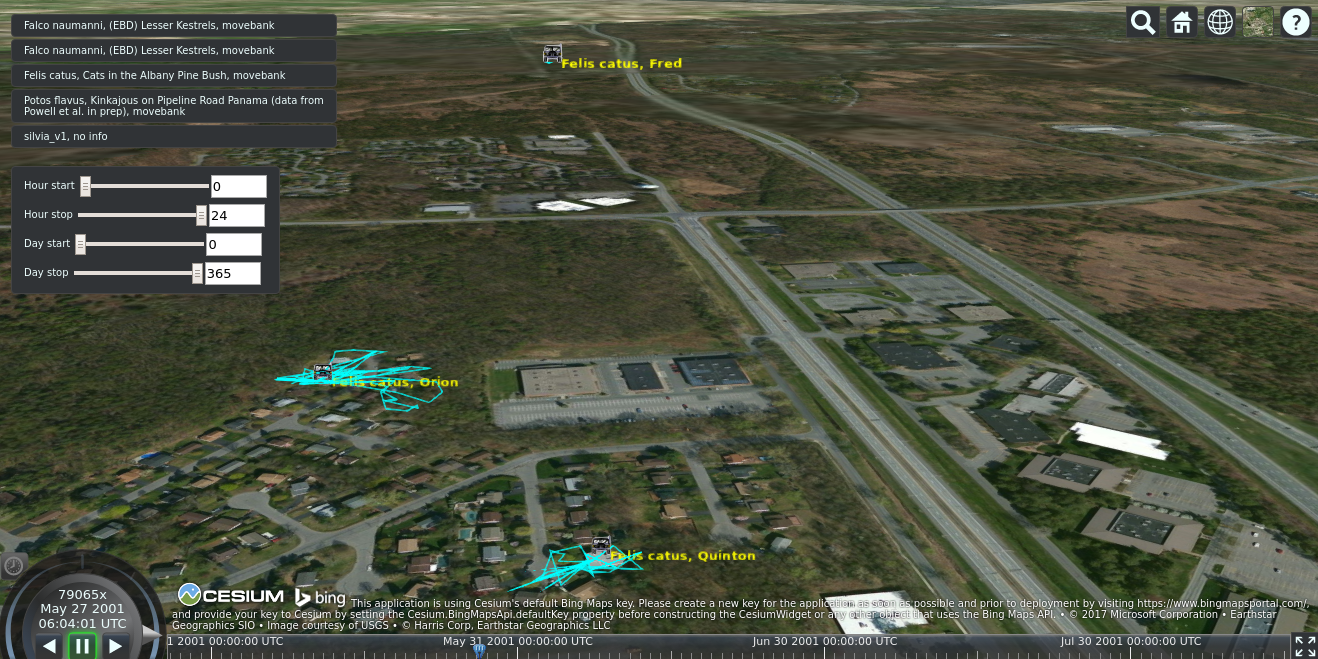 Falco naumanni, (EBD) Lesser Kestrels, movebank
Falco naumanni, (EBD) Lesser Kestrels, movebank
Felis catus, Cats in the Albany Pine Bush, movebank
Potos flavus, Kinkajous on Pipeline Road Panama (data from
Powell et al. in prep), movebank
silvia_v1, no info
?
Felis catus, Fred
Hour start 0
Hour stop 24
Day start 0
Day stop 365
Felis catus, Orion
Felis catus, Quinton
79065x
May 27 2001
06:04:01 UTC
CESIUM bing This application is using Cesium's default Bing Maps key. Please create a new key for the application as soon as possible and prior to deployment by visiting https://www.bingmapsportal.com/,
and provide your key to Cesium by setting the Cesium.BingMapsApi.defaultKey property before constructing the CesiumWidget or any other object that uses the Bing Maps API. • © 2017 Microsoft Corporation • Earthstar
Geographics SIO • Image courtesy of USGS • © Harris Corp, Earthstar Geographics LLC
1 2001 00:00:00 UTC May 31 2001 00:00:00 UTC Jun 30 2001 00:00:00 UTC Jul 30 2001 00:00:00 UTC